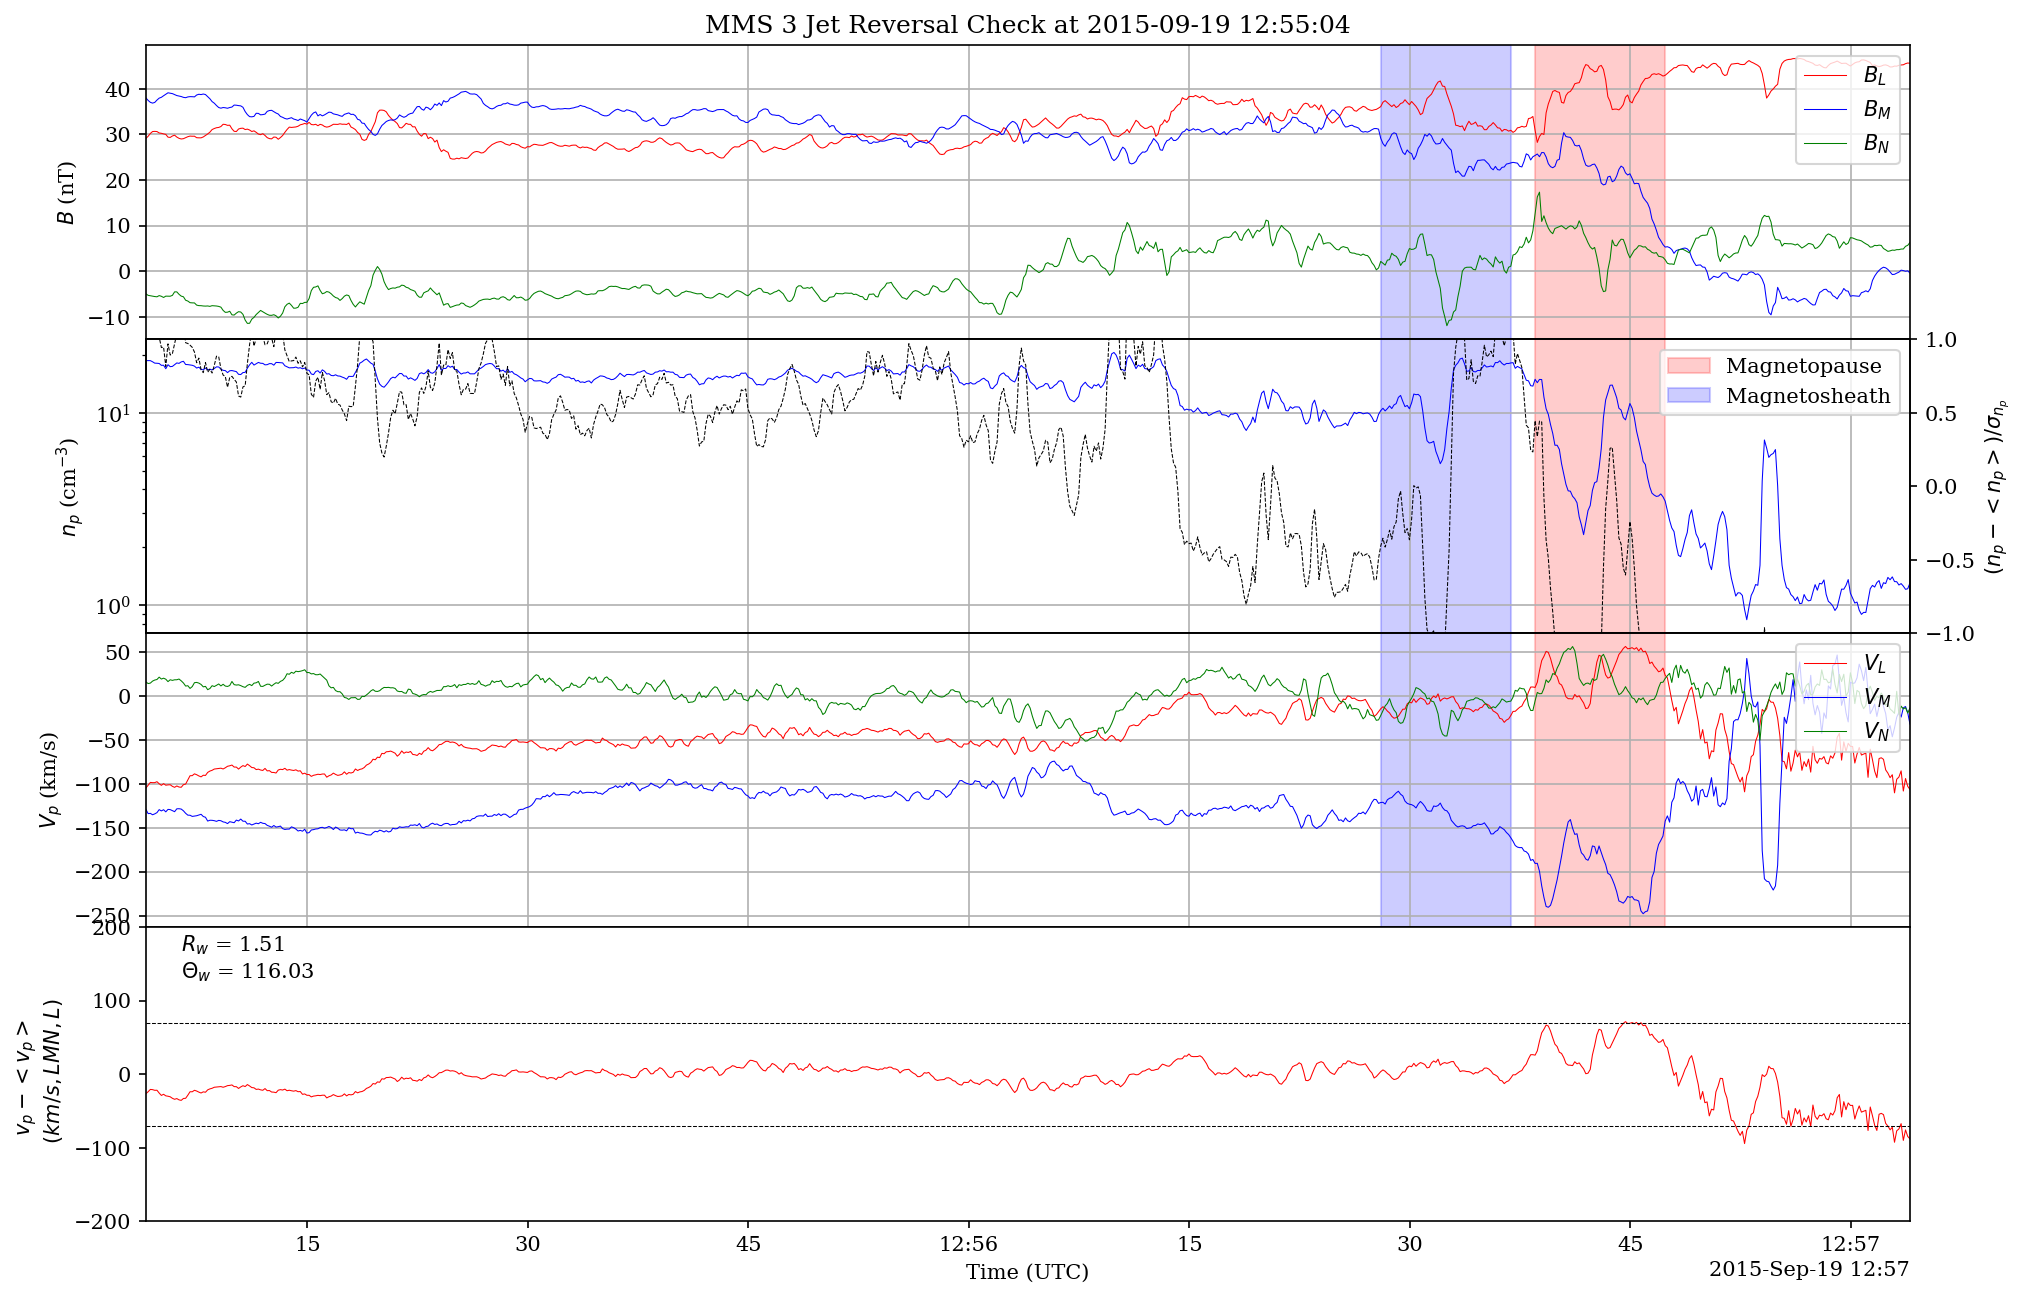 MMS 3 Jet Reversal Check at 2015-09-19 12:55:04
40
30
20
10
0
−10
B (nT)
B_L
B_M
B_N
10^1
10^0
n_p (cm^−3)
1.0
0.5
0.0
−0.5
−1.0
(n_p − < n_p > )/σ_{n_p}
Magnetopause
Magnetosheath
50
0
−50
−100
−150
−200
−250
V_p (km/s)
V_L
V_M
V_N
200
100
0
−100
−200
v_p − < v_p >
(km/s, LMN, L)
R_w = 1.51
Θ_w = 116.03
15
30
45
12:56
15
30
45
12:57
Time (UTC)
2015-Sep-19 12:57